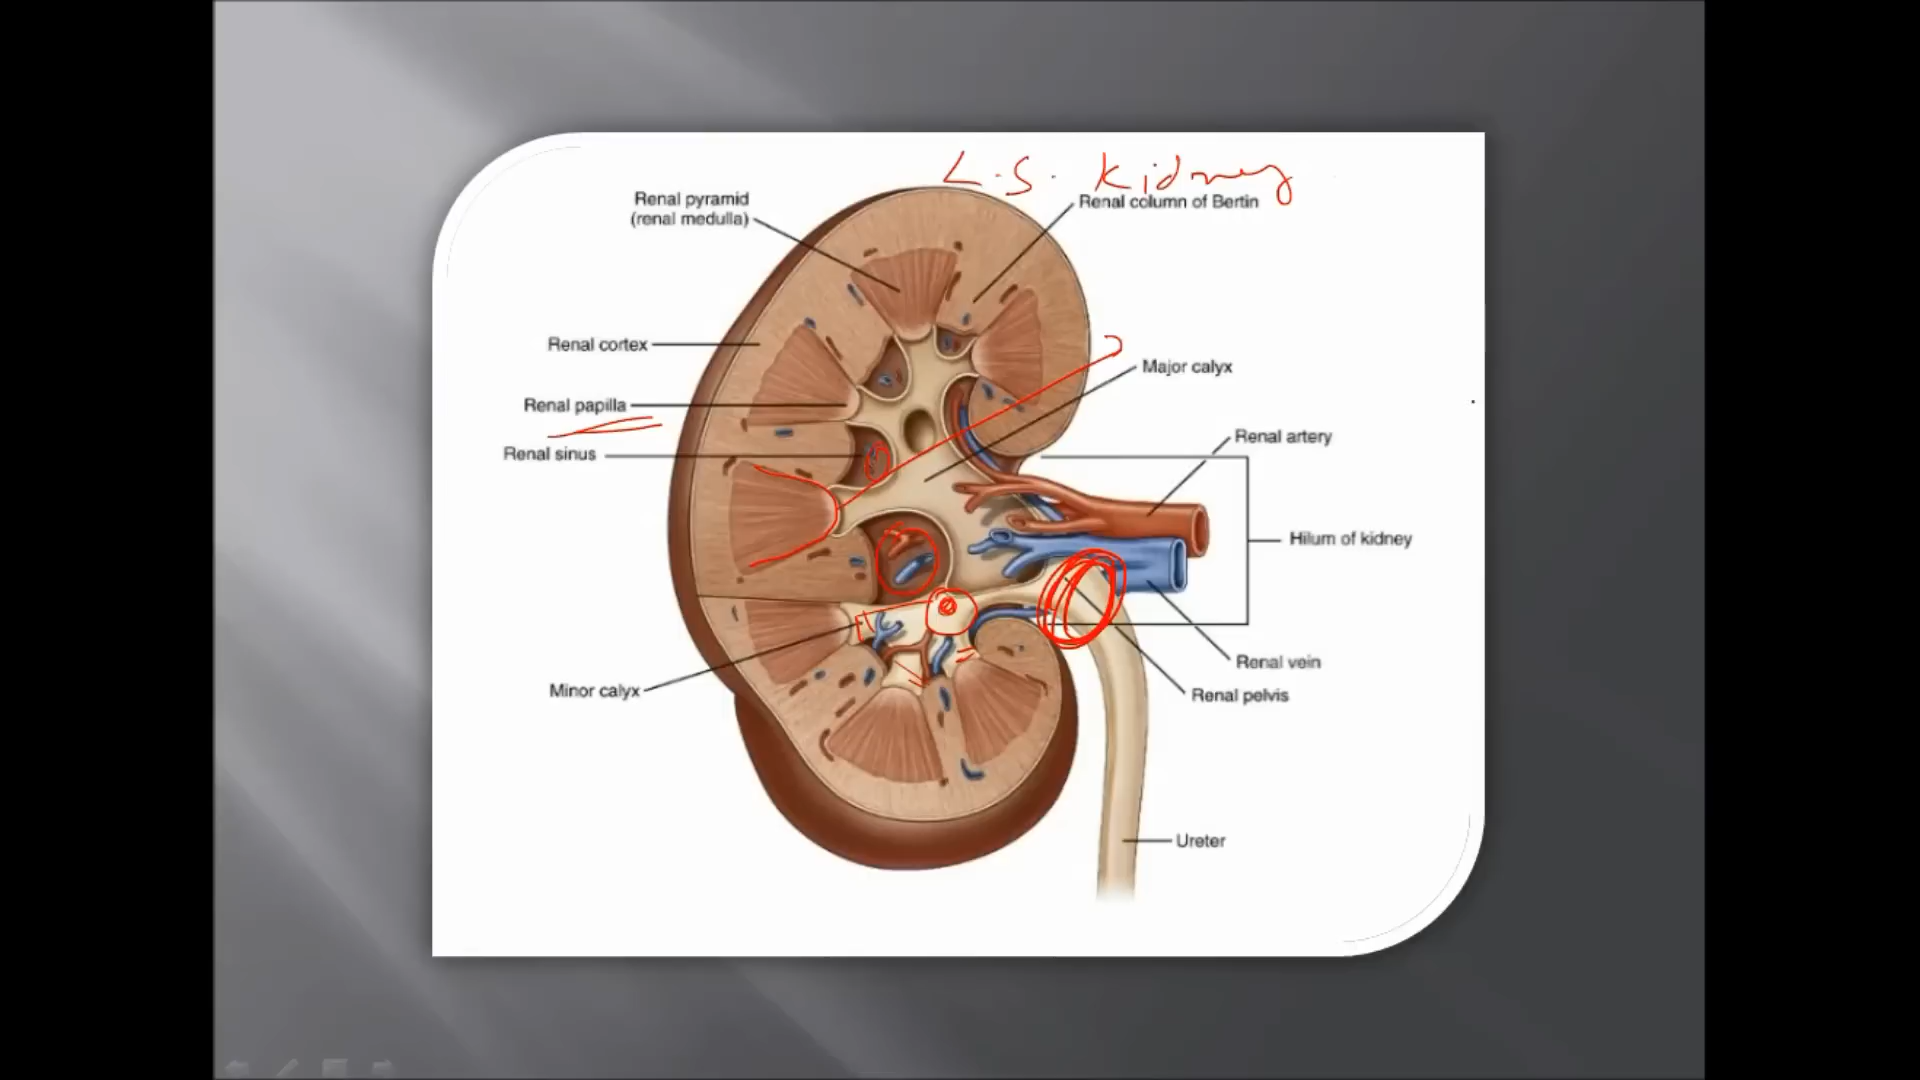 L.S. Kidney
Renal pyramid
(renal medulla)
Renal column of Bertin
Renal cortex
Major calyx
Renal papilla
Renal artery
Renal sinus
Hilum of kidney
Renal vein
Minor calyx
Renal pelvis
Ureter